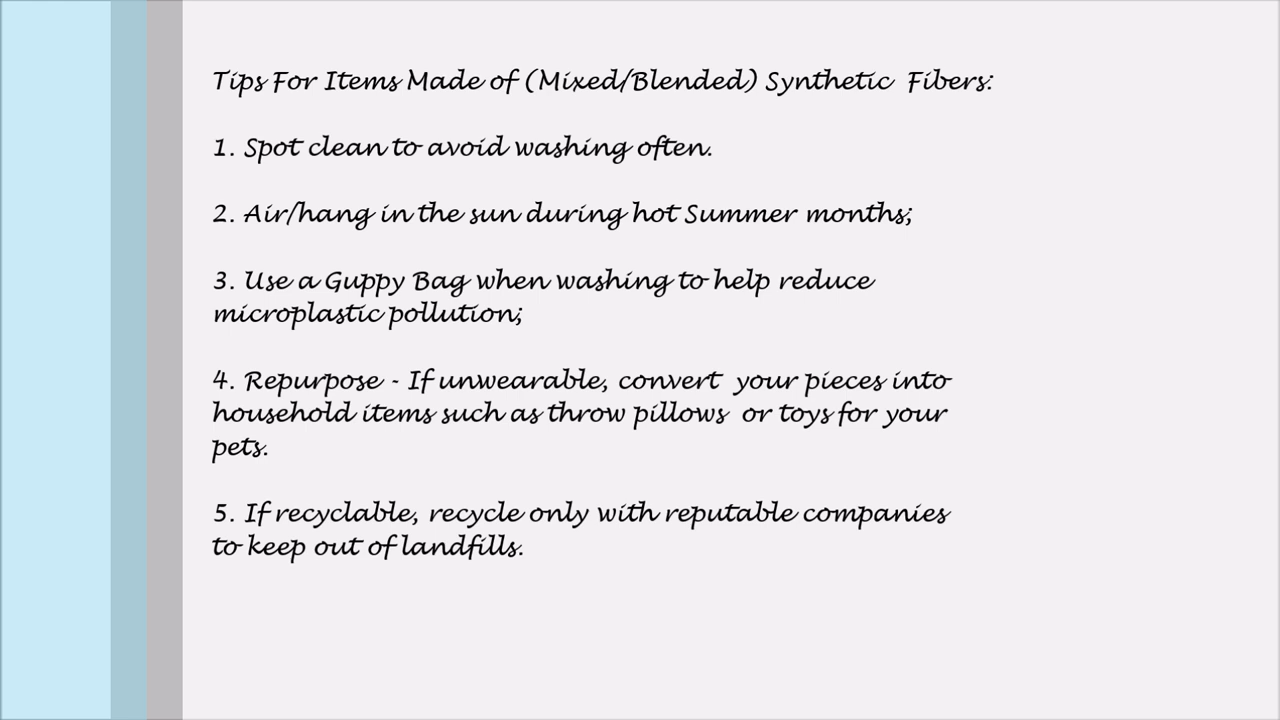 Tips For Items Made of (Mixed/Blended) Synthetic Fibers:
1. Spot clean to avoid washing often.
2. Air/hang in the sun during hot Summer months;
3. Use a Guppy Bag when washing to help reduce
microplastic pollution;
4. Repurpose - If unwearable, convert your pieces into
household items such as throw pillows or toys for your
pets.
5. If recyclable, recycle only with reputable companies
to keep out of landfills.